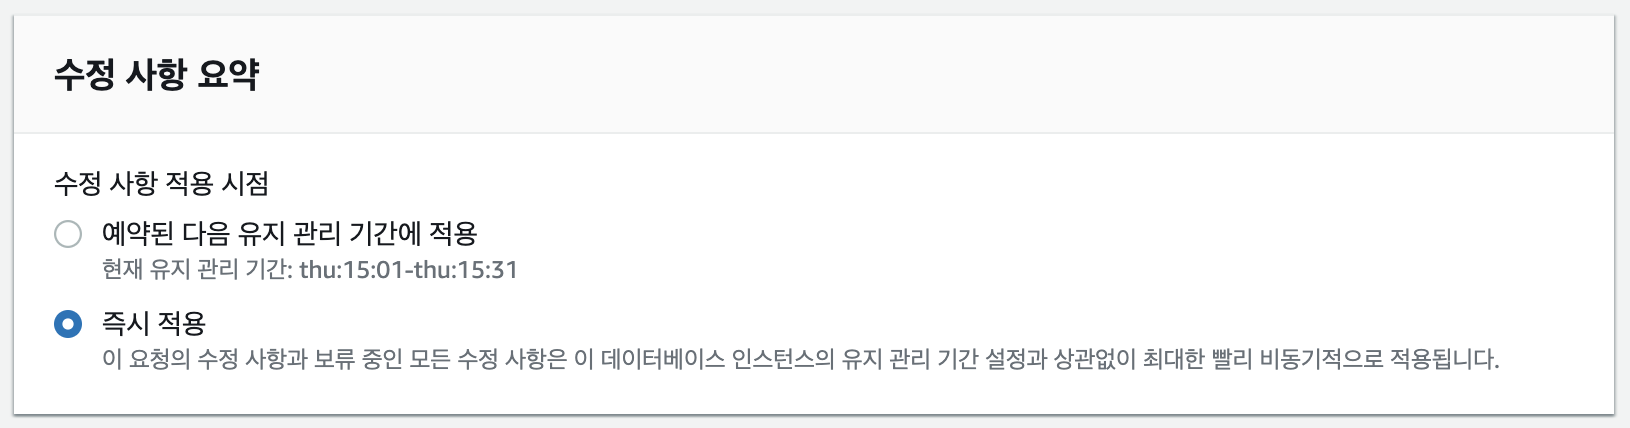 수정 사항 요약
수정 사항 적용 시점
예약된 다음 유지 관리 기간에 적용
현재 유지 관리 기간: thu:15:01-thu:15:31
즉시 적용
이 요청의 수정 사항과 보류 중인 모든 수정 사항은 이 데이터베이스 인스턴스의 유지 관리 기간 설정과 상관없이 최대한 빨리 비동기적으로 적용됩니다.